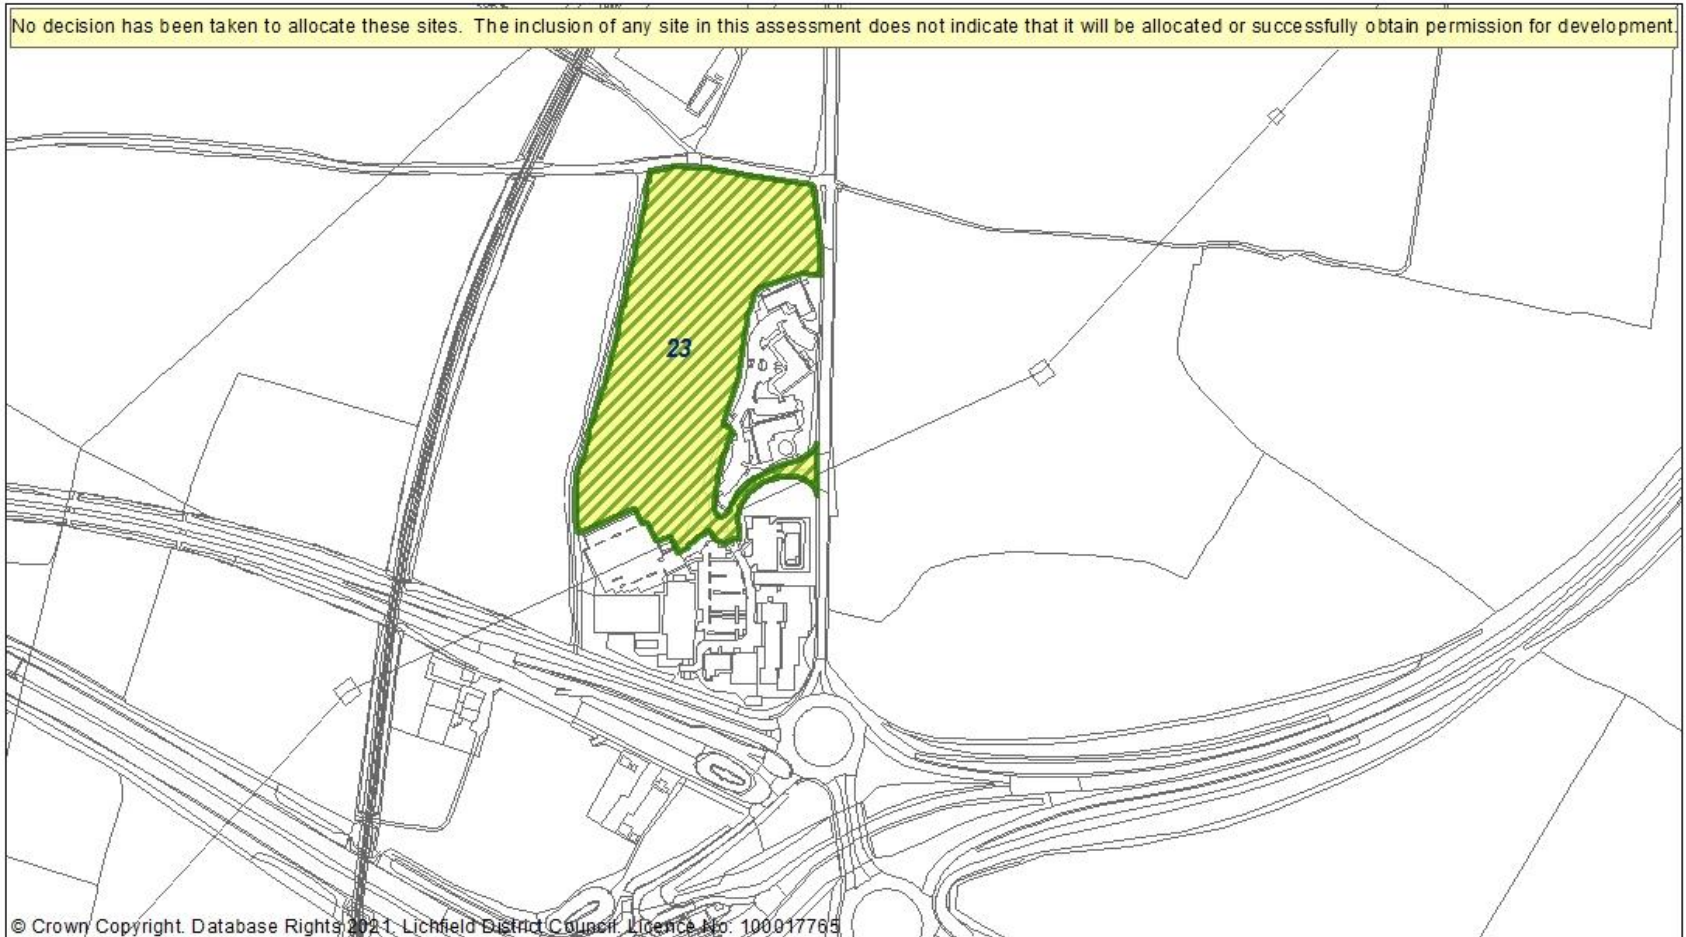 No decision has been taken to allocate these sites. The inclusion of any site in this assessment does not indicate that it will be allocated or successfully obtain permission for development.
23
© Crown Copyright. Database Rights 2021. Lichfield District Council. Licence No: 100017765